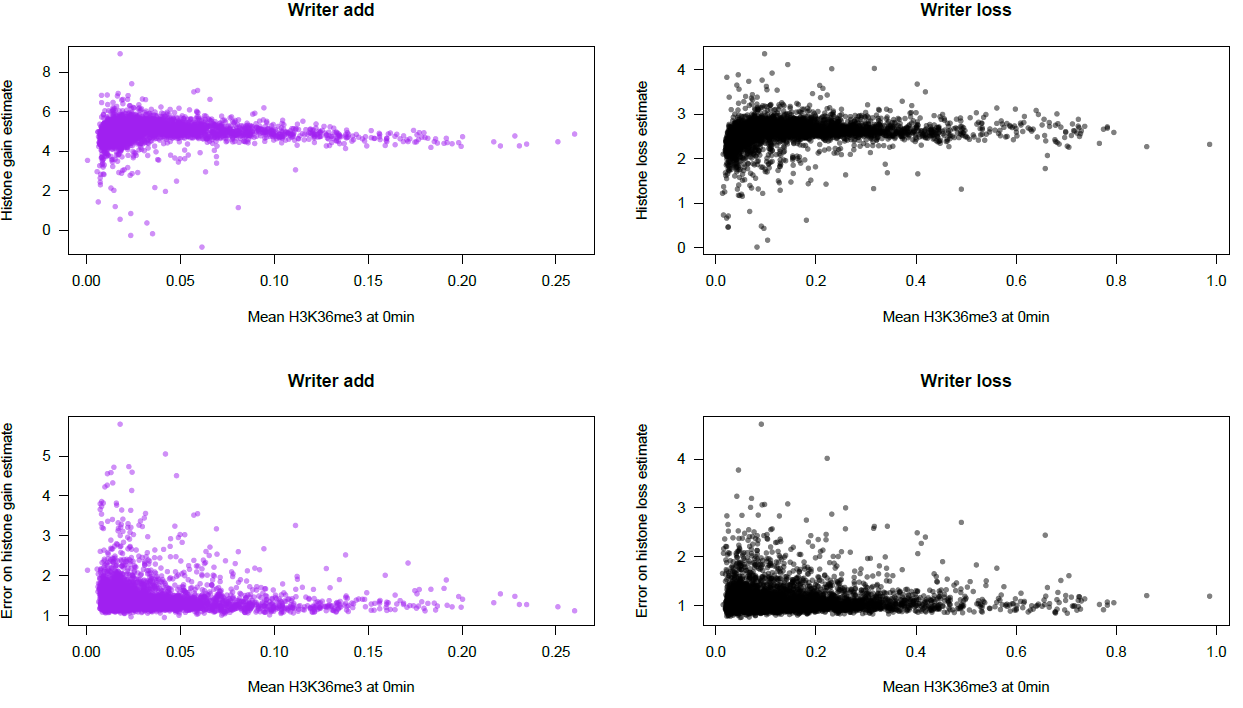 Writer add
Writer loss
Histone gain estimate
8
6
4
2
0
0.00 0.05 0.10 0.15 0.20 0.25
Mean H3K36me3 at 0min
Histone loss estimate
4
3
2
1
0
0.0 0.2 0.4 0.6 0.8 1.0
Mean H3K36me3 at 0min
Writer add
Writer loss
Error on histone gain estimate
5
4
3
2
1
0.00 0.05 0.10 0.15 0.20 0.25
Mean H3K36me3 at 0min
Error on histone loss estimate
4
3
2
1
0.0 0.2 0.4 0.6 0.8 1.0
Mean H3K36me3 at 0min